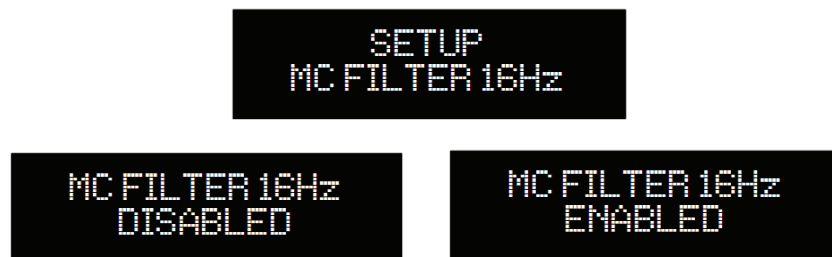 SETUP
MC FILTER 16Hz
MC FILTER 16Hz
DISABLED
MC FILTER 16Hz
ENABLED